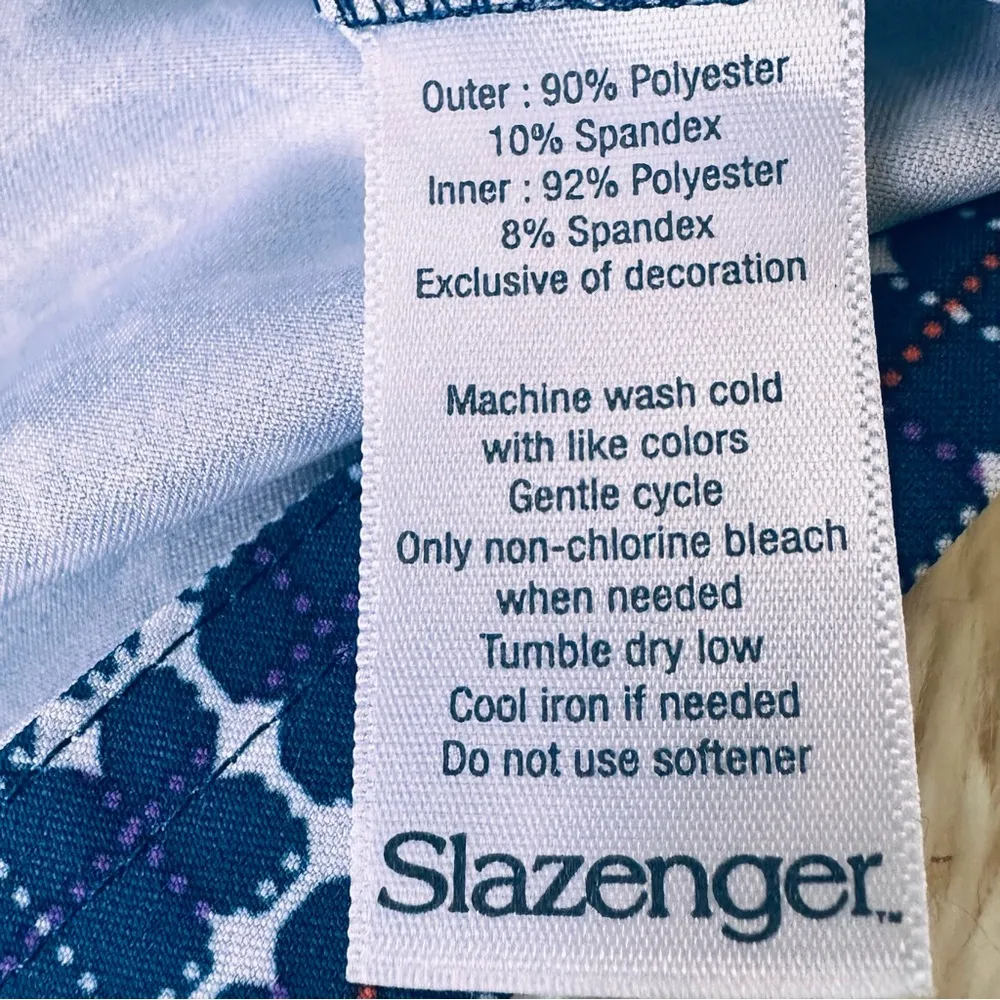 Outer : 90% Polyester
10% Spandex
Inner : 92% Polyester
8% Spandex
Exclusive of decoration
Machine wash cold
with like colors
Gentle cycle
Only non-chlorine bleach
when needed
Tumble dry low
Cool iron if needed
Do not use softener
Slazenger™